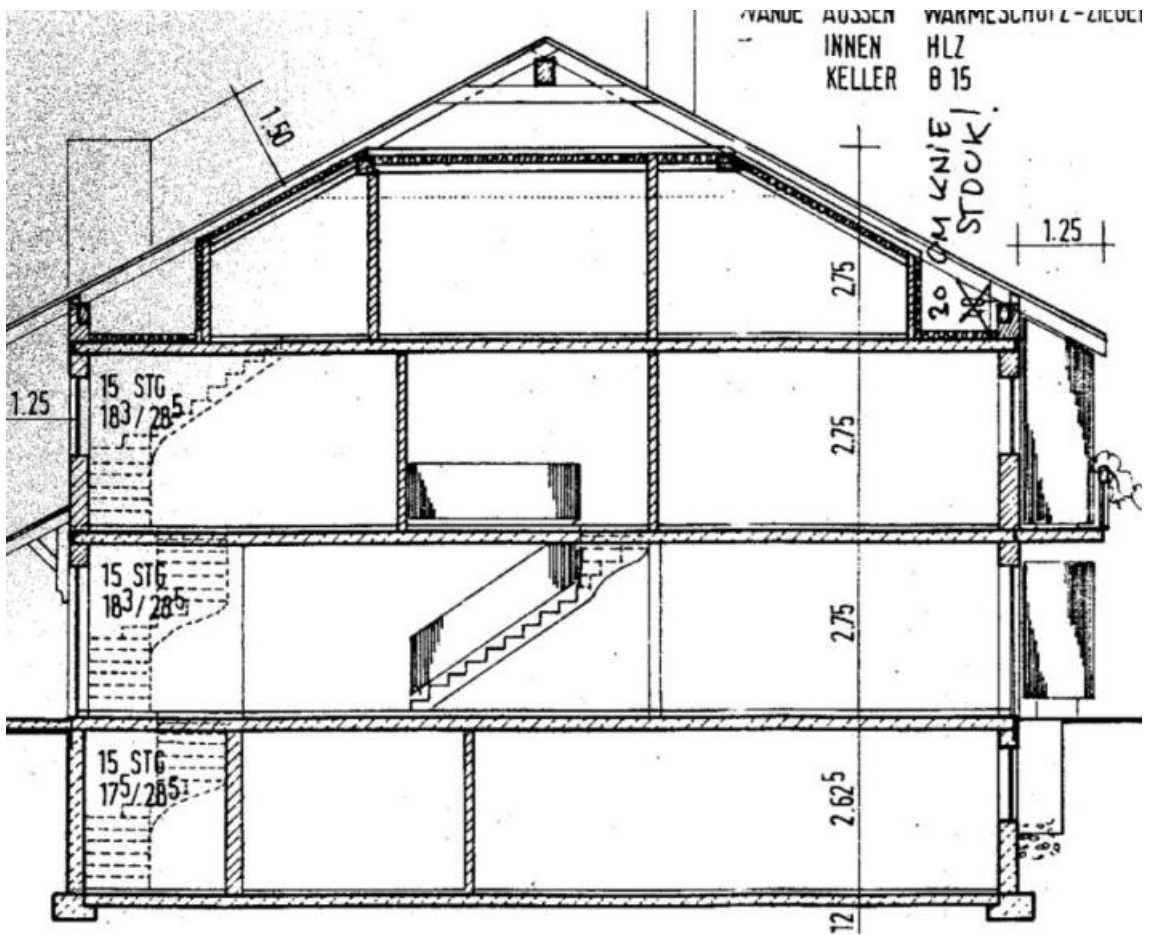 WÄNDE AUSSEN WÄRMESCHUTZ-ZIEGEL
INNEN HLZ
KELLER B 15
1.50
20 CM KNIE
STOCK!
1.25
2.75
15 STG
18³/28⁵
1.25
2.75
15 STG
18³/28⁵
2.75
15 STG
17⁵/28⁵
2.62⁵
12